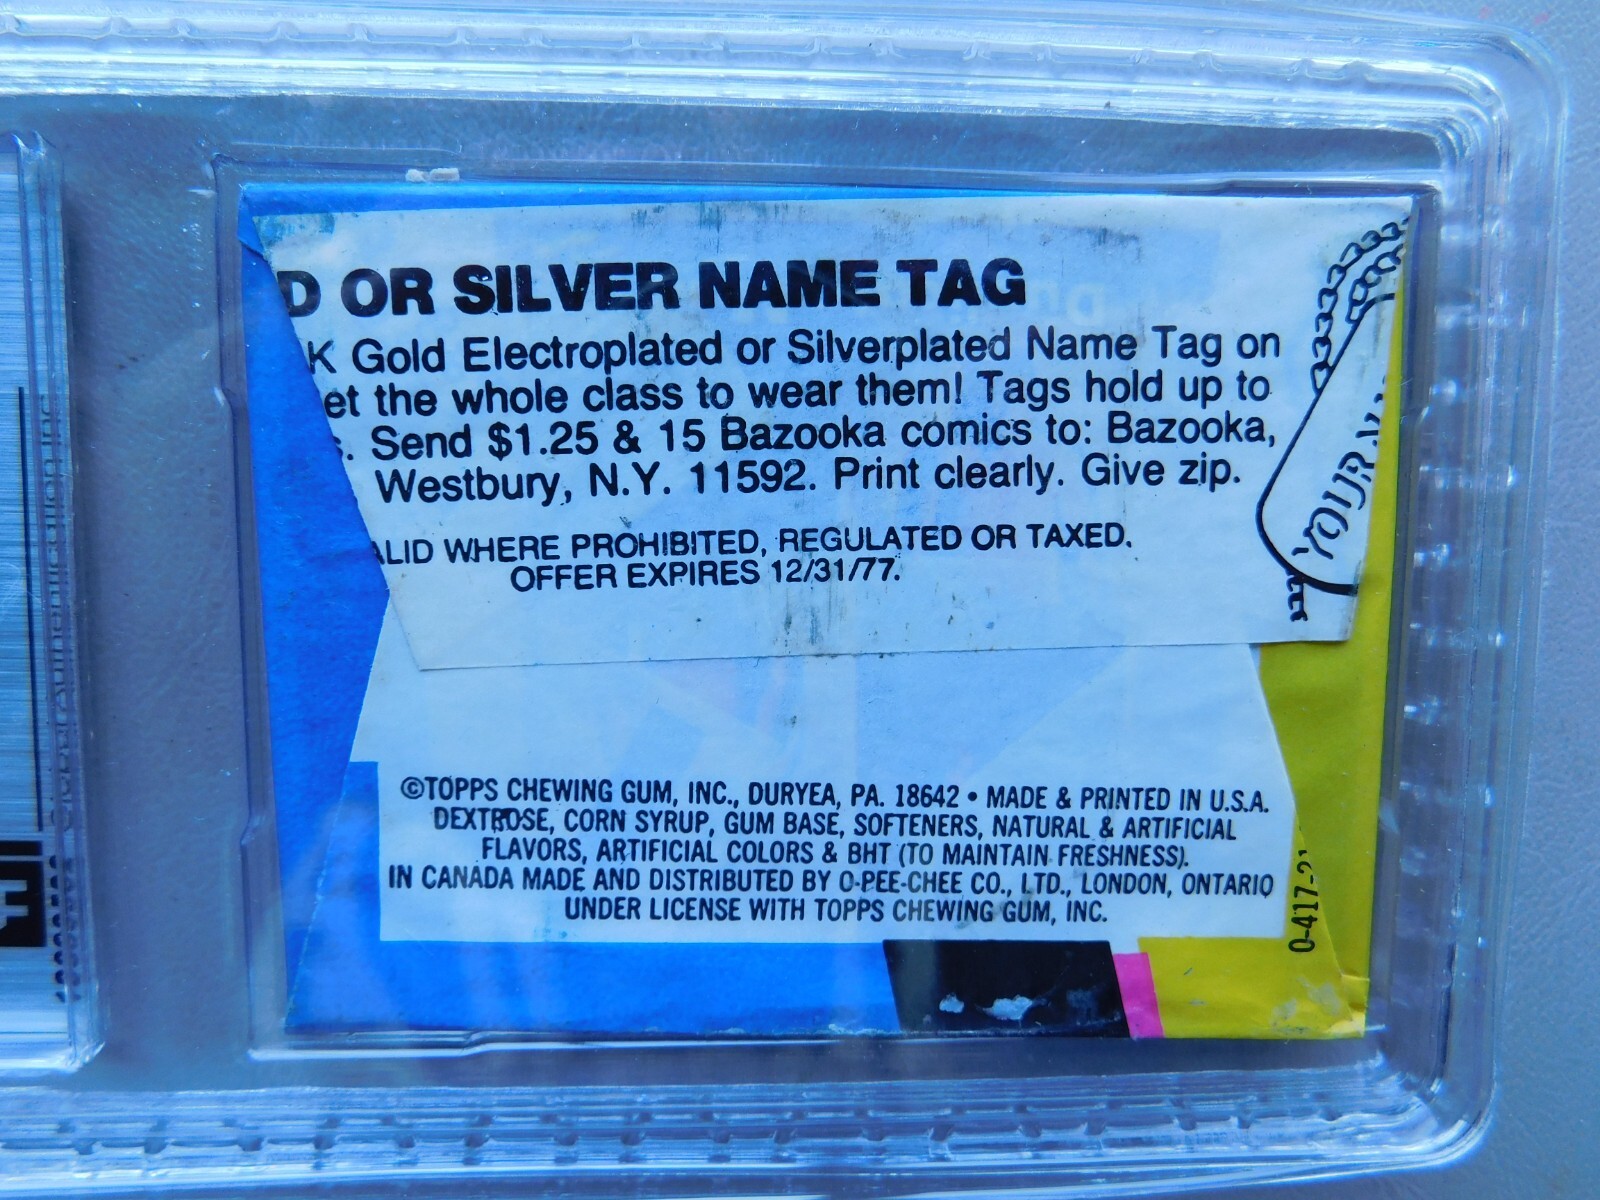 D OR SILVER NAME TAG
K Gold Electroplated or Silverplated Name Tag on
et the whole class to wear them! Tags hold up to
s. Send $1.25 & 15 Bazooka comics to: Bazooka,
Westbury, N.Y. 11592. Print clearly. Give zip.
ALID WHERE PROHIBITED, REGULATED OR TAXED.
OFFER EXPIRES 12/31/77.
YOUR
©TOPPS CHEWING GUM, INC., DURYEA, PA. 18642 • MADE & PRINTED IN U.S.A.
DEXTROSE, CORN SYRUP, GUM BASE, SOFTENERS, NATURAL & ARTIFICIAL
FLAVORS, ARTIFICIAL COLORS & BHT (TO MAINTAIN FRESHNESS).
IN CANADA MADE AND DISTRIBUTED BY O-PEE-CHEE CO., LTD., LONDON, ONTARIO
UNDER LICENSE WITH TOPPS CHEWING GUM, INC.
0-417-21